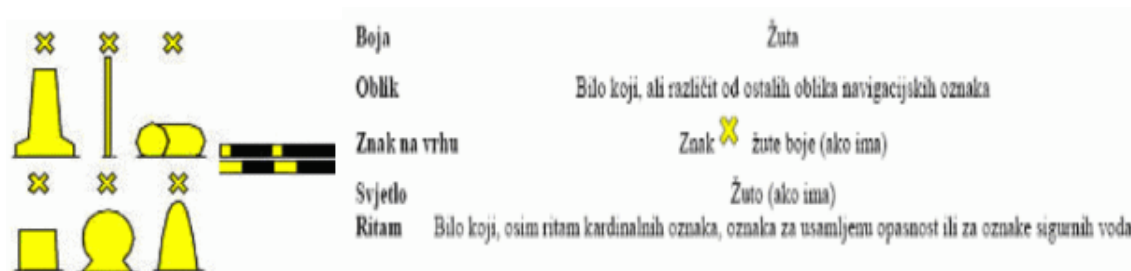 Boja Žuta
Oblik Bilo koji, ali različit od ostalih oblika navigacijskih oznaka
Znak na vrhu Znak žute boje (ako ima)
Svjetlo Žuto (ako ima)
Ritam Bilo koji, osim ritam kardinalnih oznaka, oznaka za usamljenu opasnost ili za oznake sigurnih voda